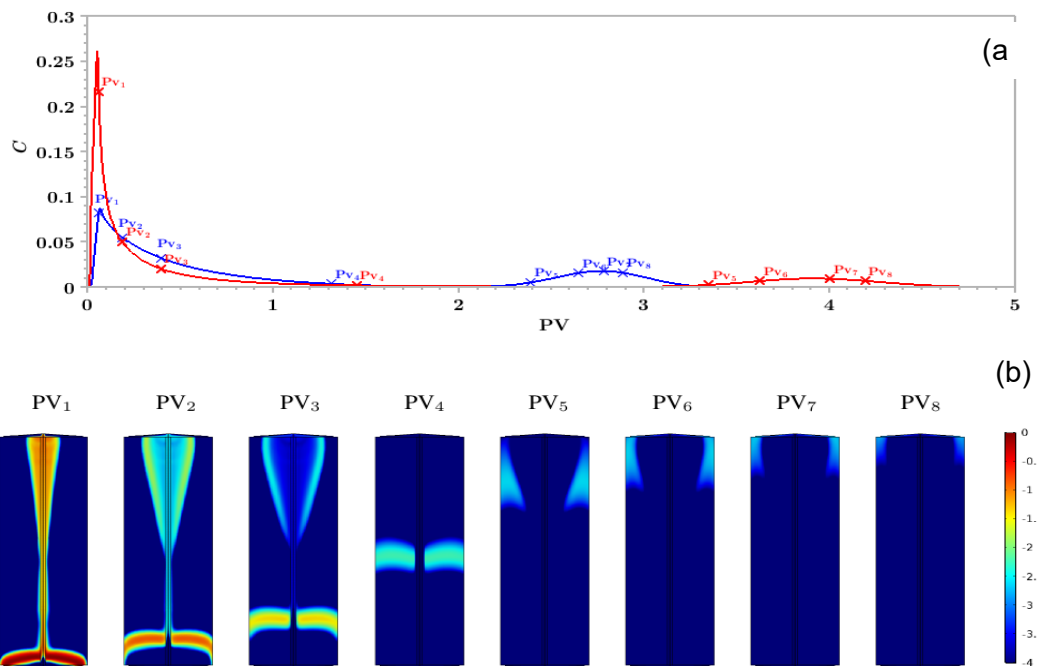 0.3
0.25
0.2
0.15
0.1
0.05
0
C
(a
Pv₁
Pv₁
Pv₂
Pv₂
Pv₃
Pv₃
Pv₄ Pv₄
Pv₅ Pv₆ Pv₇ Pv₈
Pv₅ Pv₆ Pv₇ Pv₈
0 1 2 3 4 5
PV
(b)
PV₁ PV₂ PV₃ PV₄ PV₅ PV₆ PV₇ PV₈
0
-1.
-1
-2.
-2
-3.
-3
-4